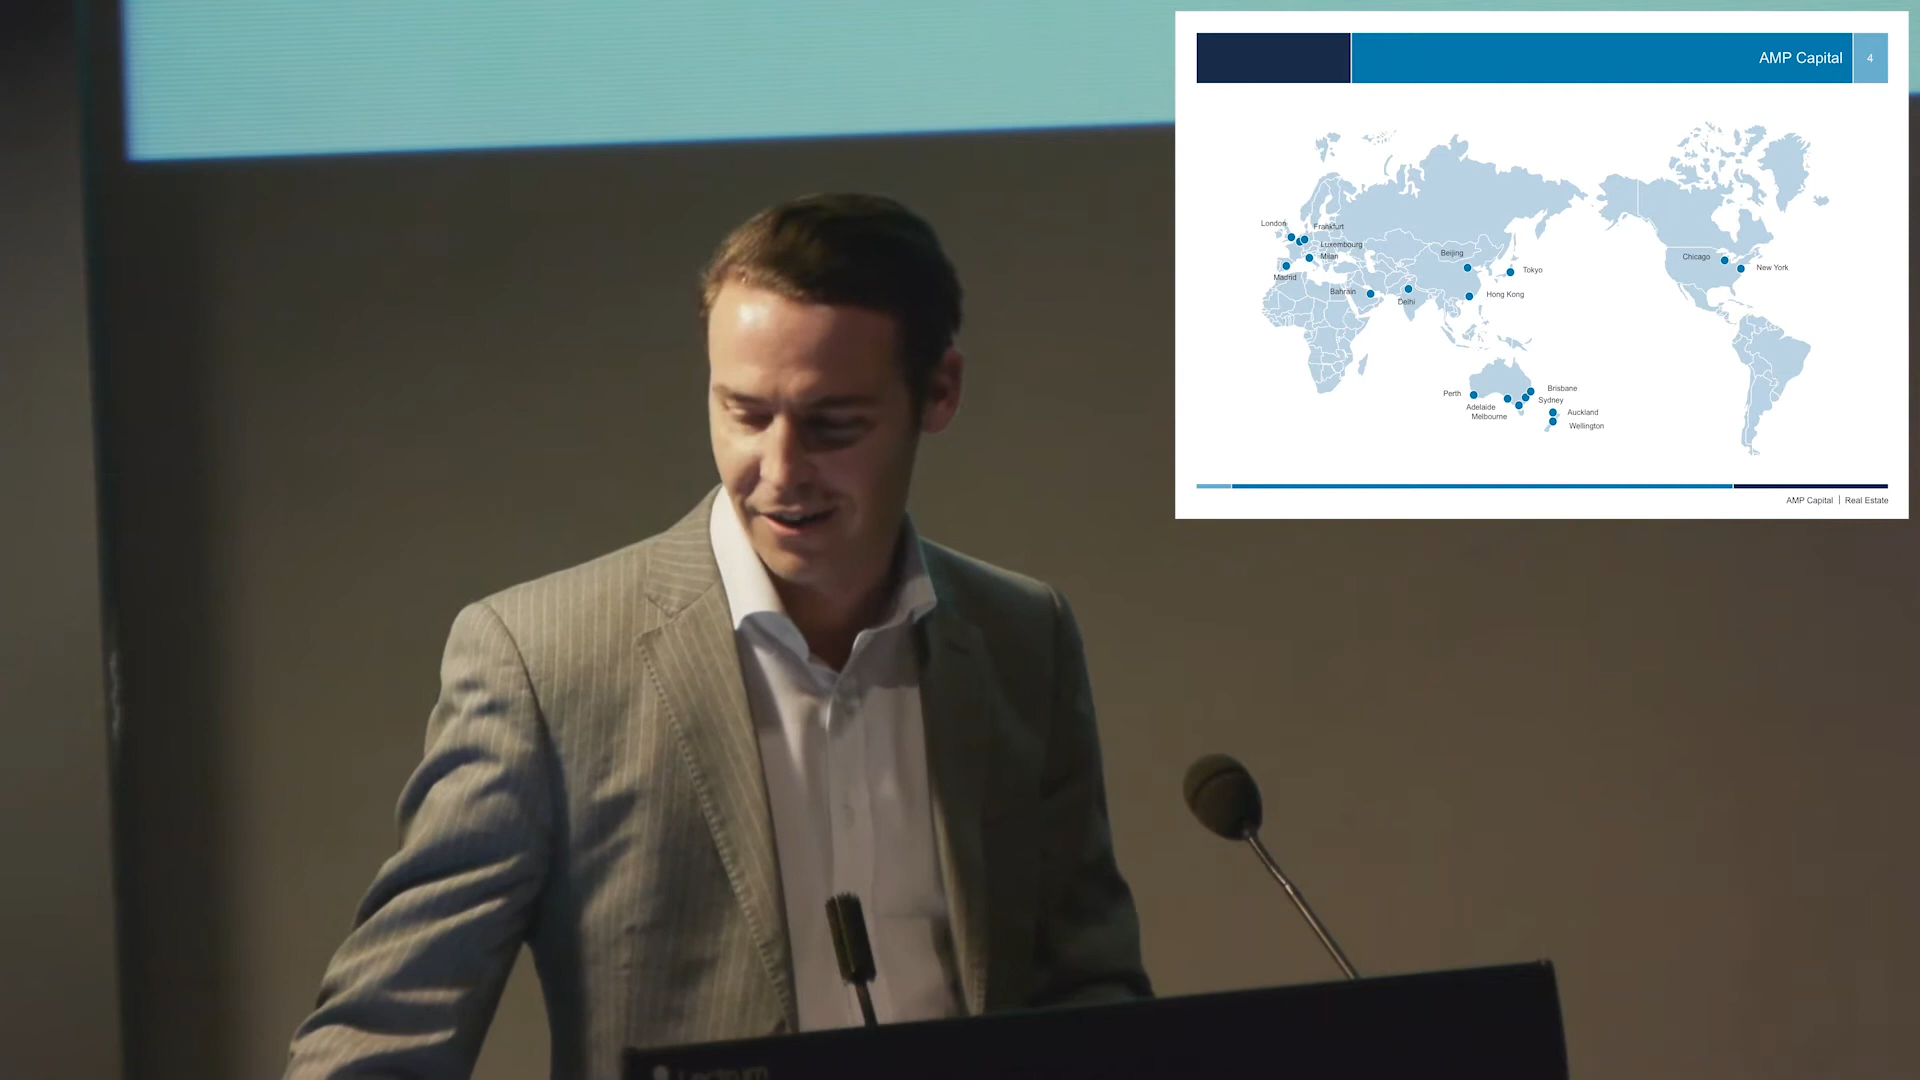 AMP Capital 4
London
Frankfurt
Luxembourg
Milan
Madrid
Bahrain
Delhi
Beijing
Tokyo
Hong Kong
Chicago
New York
Perth
Adelaide
Melbourne
Brisbane
Sydney
Auckland
Wellington
AMP Capital | Real Estate
Lectrum